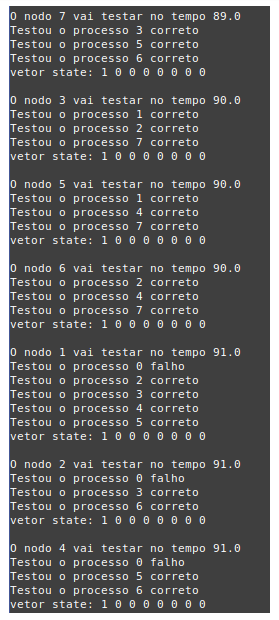 O nodo 7 vai testar no tempo 89.0
Testou o processo 3 correto
Testou o processo 5 correto
Testou o processo 6 correto
vetor state: 1 0 0 0 0 0 0 0
O nodo 3 vai testar no tempo 90.0
Testou o processo 1 correto
Testou o processo 2 correto
Testou o processo 7 correto
vetor state: 1 0 0 0 0 0 0 0
O nodo 5 vai testar no tempo 90.0
Testou o processo 1 correto
Testou o processo 4 correto
Testou o processo 7 correto
vetor state: 1 0 0 0 0 0 0 0
O nodo 6 vai testar no tempo 90.0
Testou o processo 2 correto
Testou o processo 4 correto
Testou o processo 7 correto
vetor state: 1 0 0 0 0 0 0 0
O nodo 1 vai testar no tempo 91.0
Testou o processo 0 falho
Testou o processo 2 correto
Testou o processo 3 correto
Testou o processo 4 correto
Testou o processo 5 correto
vetor state: 1 0 0 0 0 0 0 0
O nodo 2 vai testar no tempo 91.0
Testou o processo 0 falho
Testou o processo 3 correto
Testou o processo 6 correto
vetor state: 1 0 0 0 0 0 0 0
O nodo 4 vai testar no tempo 91.0
Testou o processo 0 falho
Testou o processo 5 correto
Testou o processo 6 correto
vetor state: 1 0 0 0 0 0 0 0